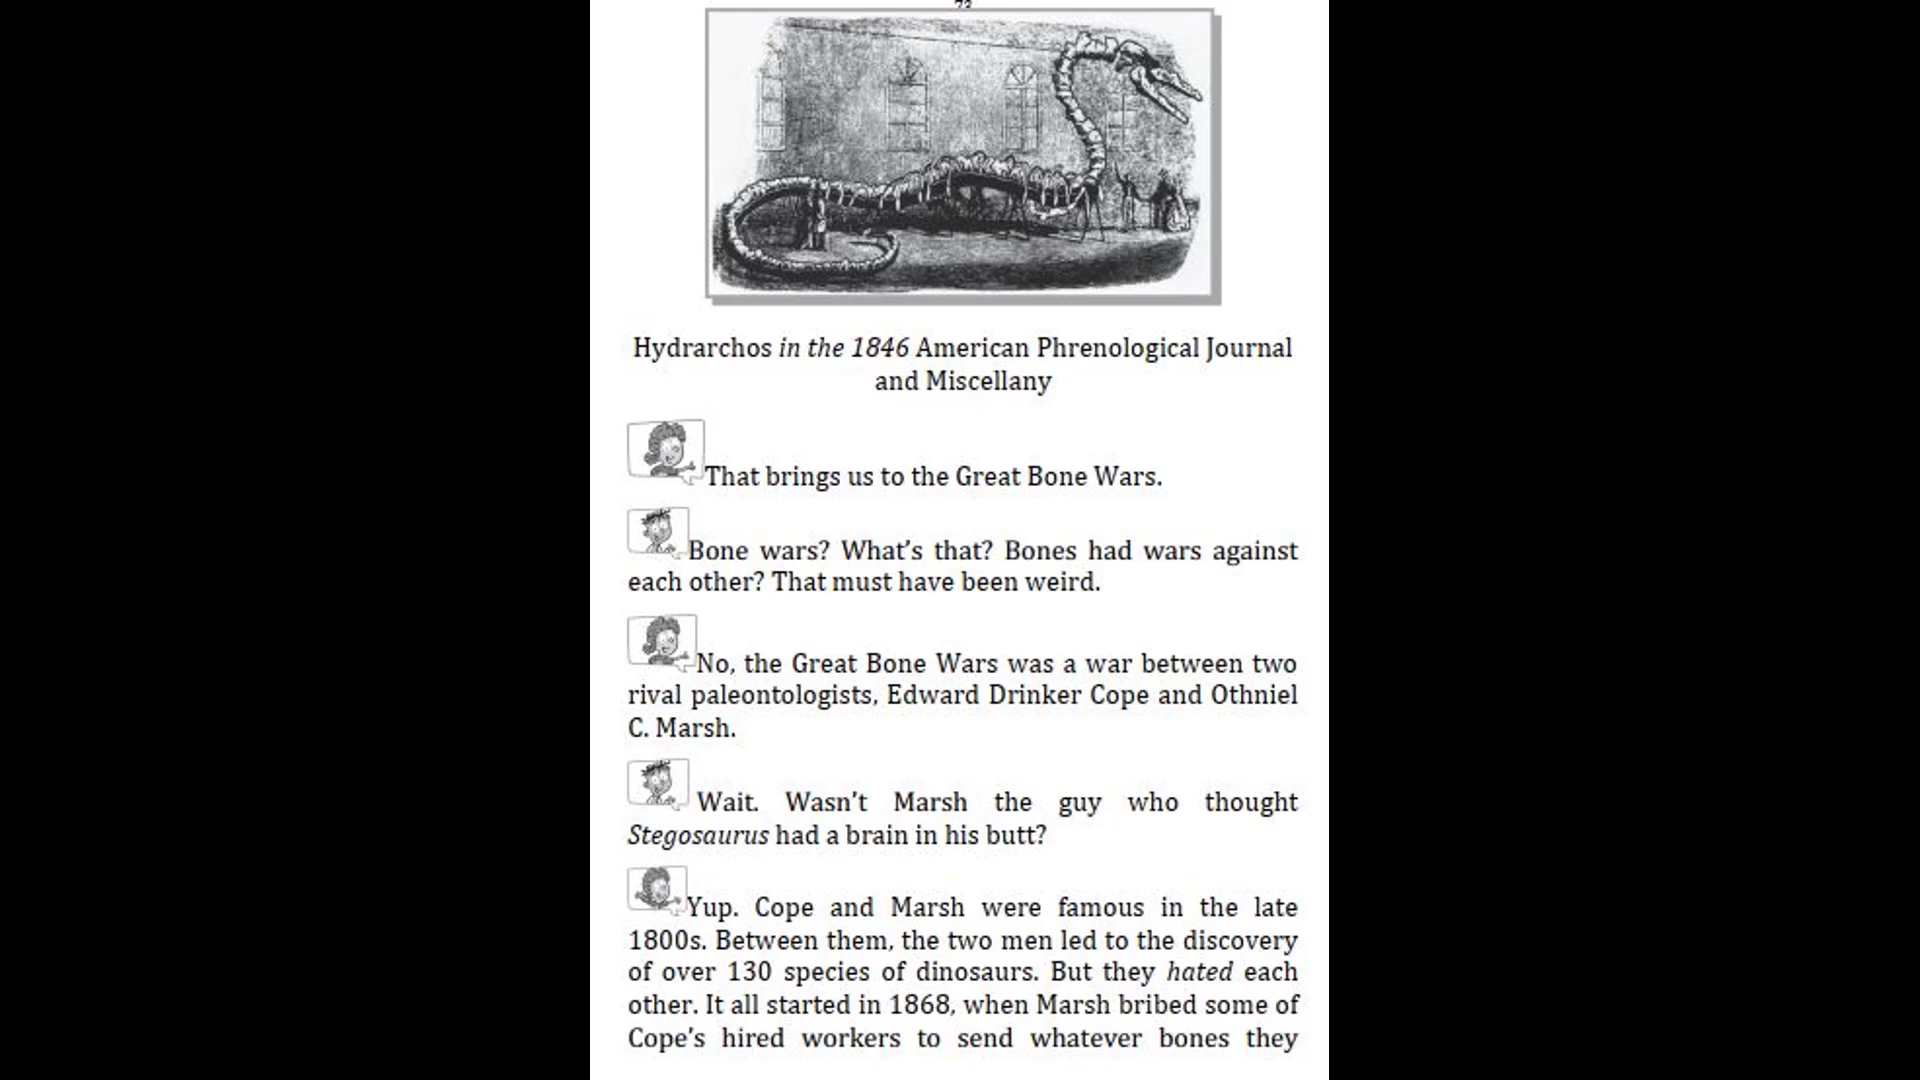 Hydrarchos in the 1846 American Phrenological Journal
and Miscellany
That brings us to the Great Bone Wars.
Bone wars? What's that? Bones had wars against
each other? That must have been weird.
No, the Great Bone Wars was a war between two
rival paleontologists, Edward Drinker Cope and Othniel
C. Marsh.
Wait. Wasn't Marsh the guy who thought
Stegosaurus had a brain in his butt?
Yup. Cope and Marsh were famous in the late
1800s. Between them, the two men led to the discovery
of over 130 species of dinosaurs. But they hated each
other. It all started in 1868, when Marsh bribed some of
Cope's hired workers to send whatever bones they